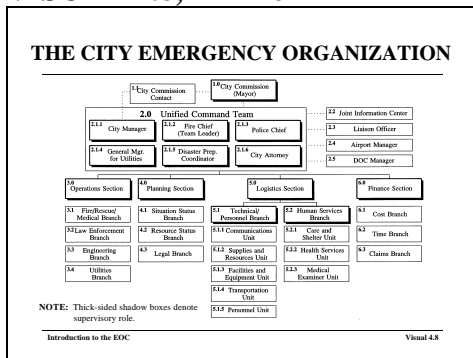 THE CITY EMERGENCY ORGANIZATION
1.1 City Commission
Contact
1.0 City Commission
(Mayor)
2.0 Unified Command Team
2.1.1 City Manager
2.1.2 Fire Chief
(Team Leader)
2.1.3 Police Chief
2.1.4 General Mgr.
for Utilities
2.1.5 Disaster Prep.
Coordinator
2.1.6 City Attorney
2.2 Joint Information Center
2.3 Liaison Officer
2.4 Airport Manager
2.5 DOC Manager
3.0 Operations Section
4.0 Planning Section
5.0 Logistics Section
6.0 Finance Section
3.1 Fire/Rescue/
Medical Branch
3.2 Law Enforcement
Branch
3.3 Engineering
Branch
3.4 Utilities
Branch
4.1 Situation Status
Branch
4.2 Resource Status
Branch
4.3 Legal Branch
5.1 Technical/
Personnel Branch
5.1.1 Communications
Unit
5.1.2 Supplies and
Resources Unit
5.1.3 Facilities and
Equipment Unit
5.1.4 Transportation
Unit
5.1.5 Personnel Unit
5.2 Human Services
Branch
5.2.1 Care and
Shelter Unit
5.2.2 Health Services
Unit
5.2.3 Medical
Examiner Unit
6.1 Cost Branch
6.2 Time Branch
6.3 Claims Branch
NOTE: Thick-sided shadow boxes denote
supervisory role.
Introduction to the EOC
Visual 4.8